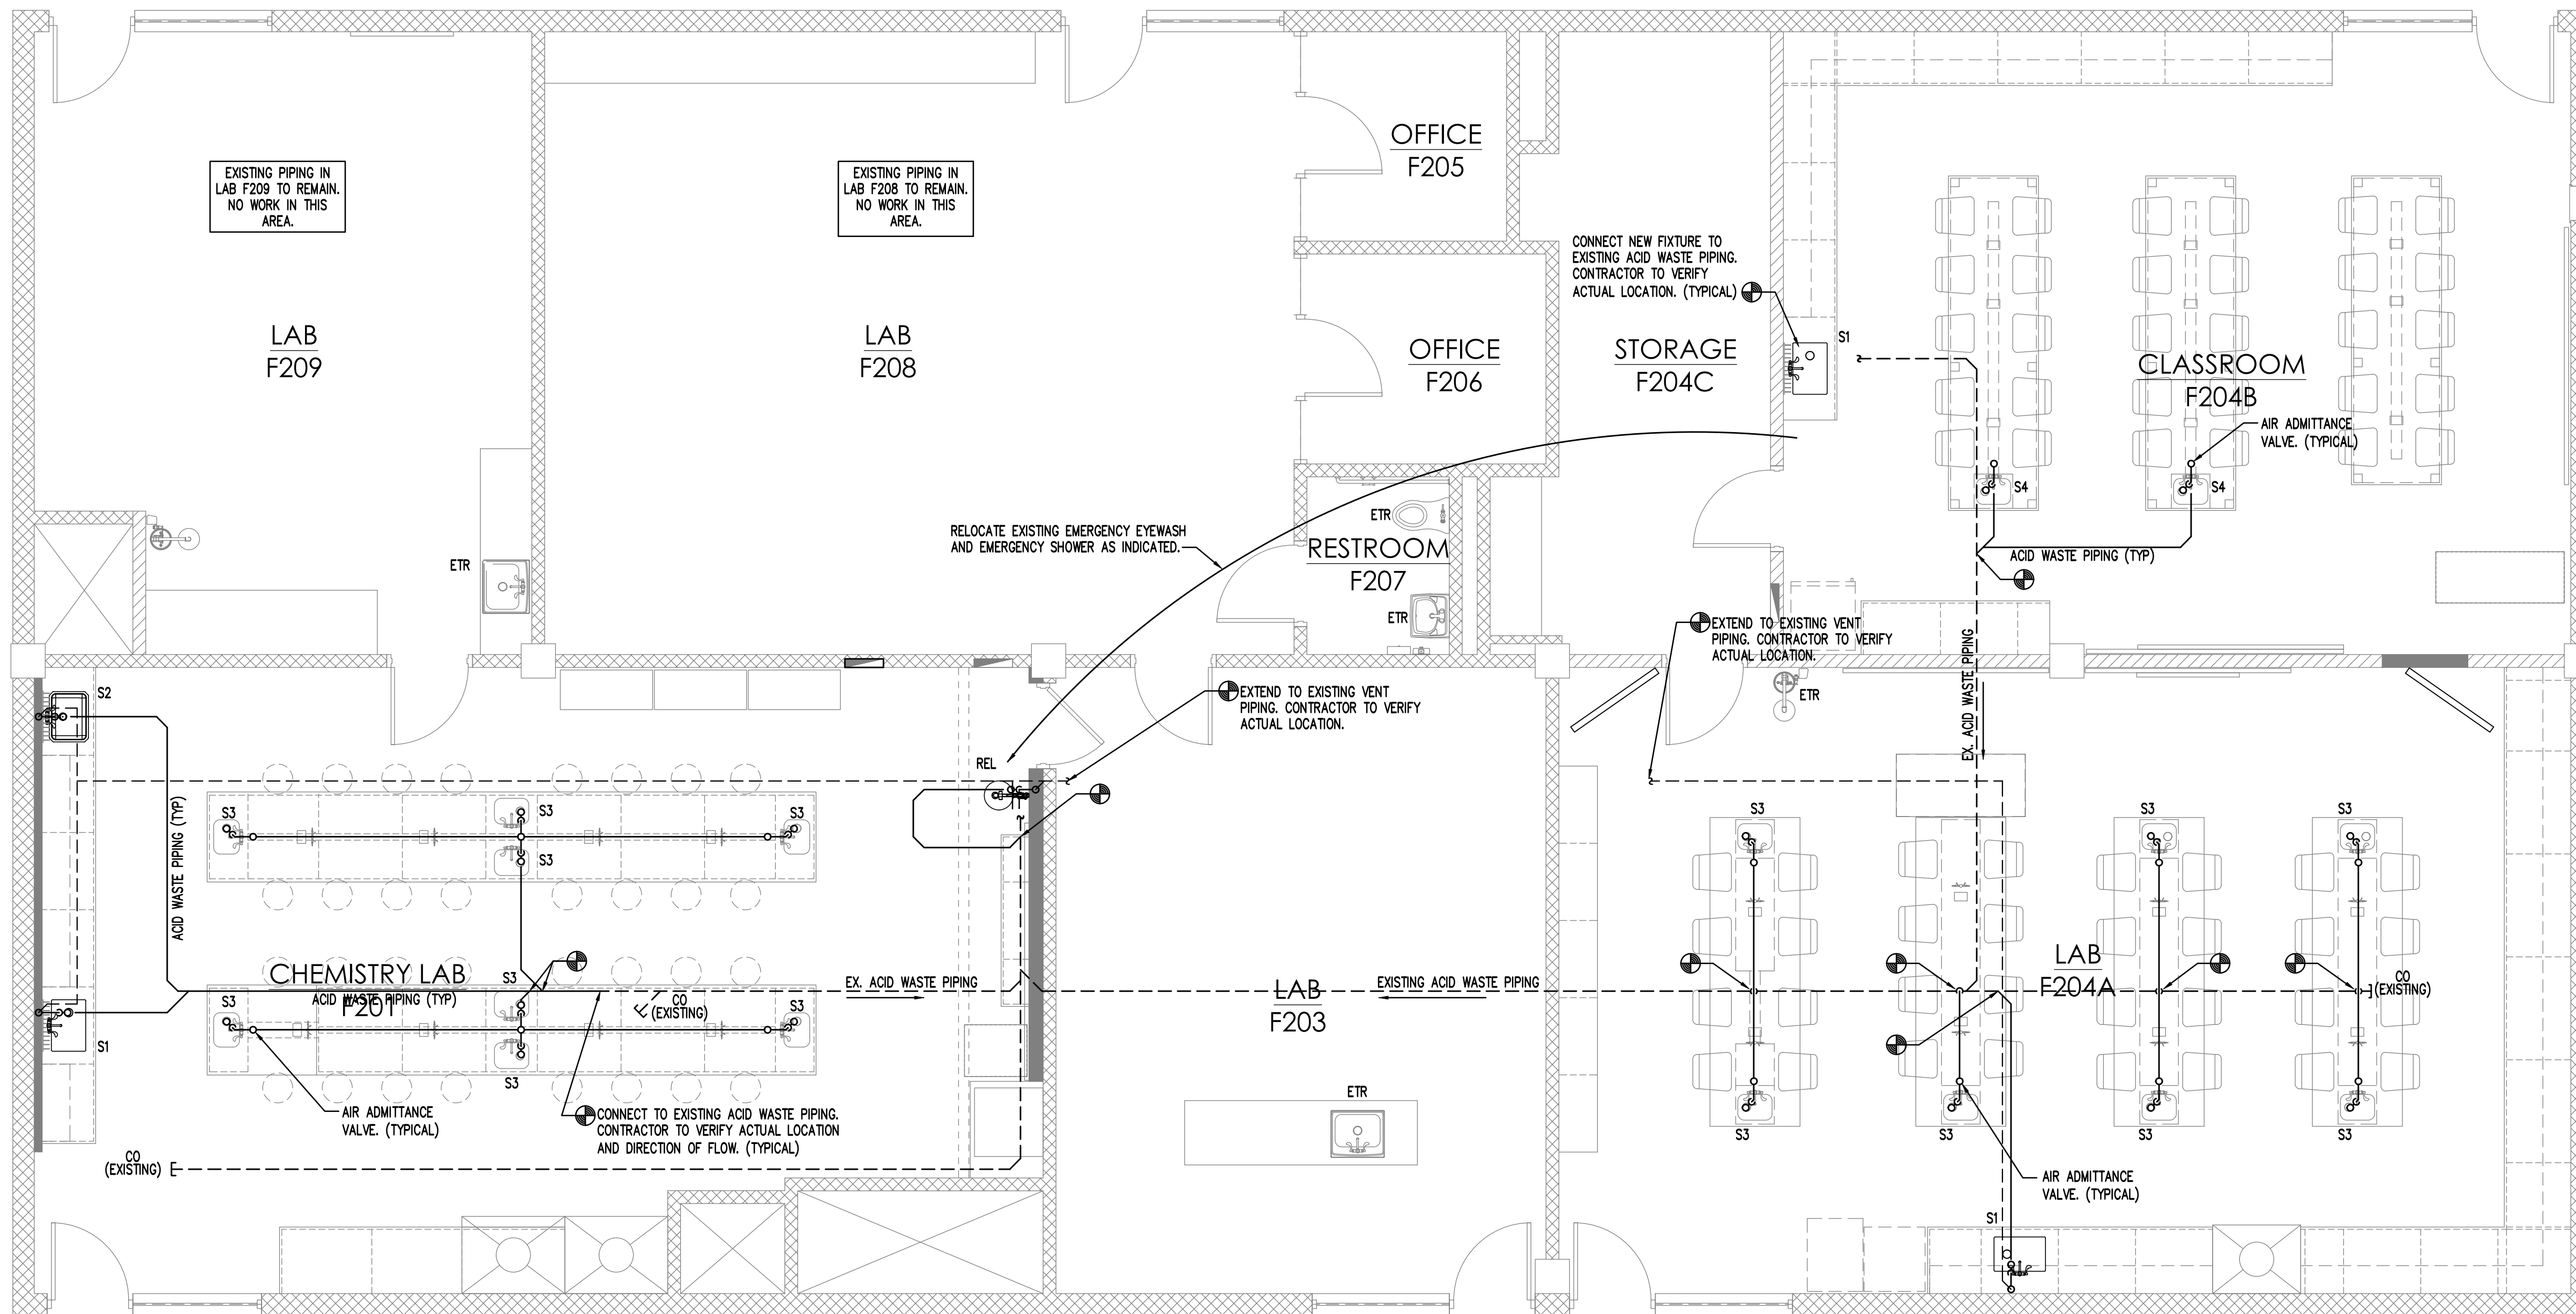 EXISTING PIPING IN
LAB F209 TO REMAIN.
NO WORK IN THIS
AREA.
EXISTING PIPING IN
LAB F208 TO REMAIN.
NO WORK IN THIS
AREA.
OFFICE
F205
CONNECT NEW FIXTURE TO
EXISTING ACID WASTE PIPING.
CONTRACTOR TO VERIFY
ACTUAL LOCATION. (TYPICAL)
LAB
F209
LAB
F208
OFFICE
F206
STORAGE
F204C
S1
CLASSROOM
F204B
AIR ADMITTANCE
VALVE. (TYPICAL)
S4
S4
ACID WASTE PIPING (TYP)
RELOCATE EXISTING EMERGENCY EYEWASH
AND EMERGENCY SHOWER AS INDICATED.
ETR
RESTROOM
F207
ETR
ETR
EXTEND TO EXISTING VENT
PIPING. CONTRACTOR TO VERIFY
ACTUAL LOCATION.
EX. ACID WASTE PIPING
ETR
S2
EXTEND TO EXISTING VENT
PIPING. CONTRACTOR TO VERIFY
ACTUAL LOCATION.
REL
ACID WASTE PIPING (TYP)
S3
S3
S3
S3
S3
S3
S3
CHEMISTRY LAB
F201
ACID WASTE PIPING (TYP)
S3
S3
S3
S3
CO
(EXISTING)
EX. ACID WASTE PIPING
EXISTING ACID WASTE PIPING
LAB
F203
LAB
F204A
CO
(EXISTING)
S1
ETR
AIR ADMITTANCE
VALVE. (TYPICAL)
CONNECT TO EXISTING ACID WASTE PIPING.
CONTRACTOR TO VERIFY ACTUAL LOCATION
AND DIRECTION OF FLOW. (TYPICAL)
CO
(EXISTING)
S3
S3
S3
S3
AIR ADMITTANCE
VALVE. (TYPICAL)
S1